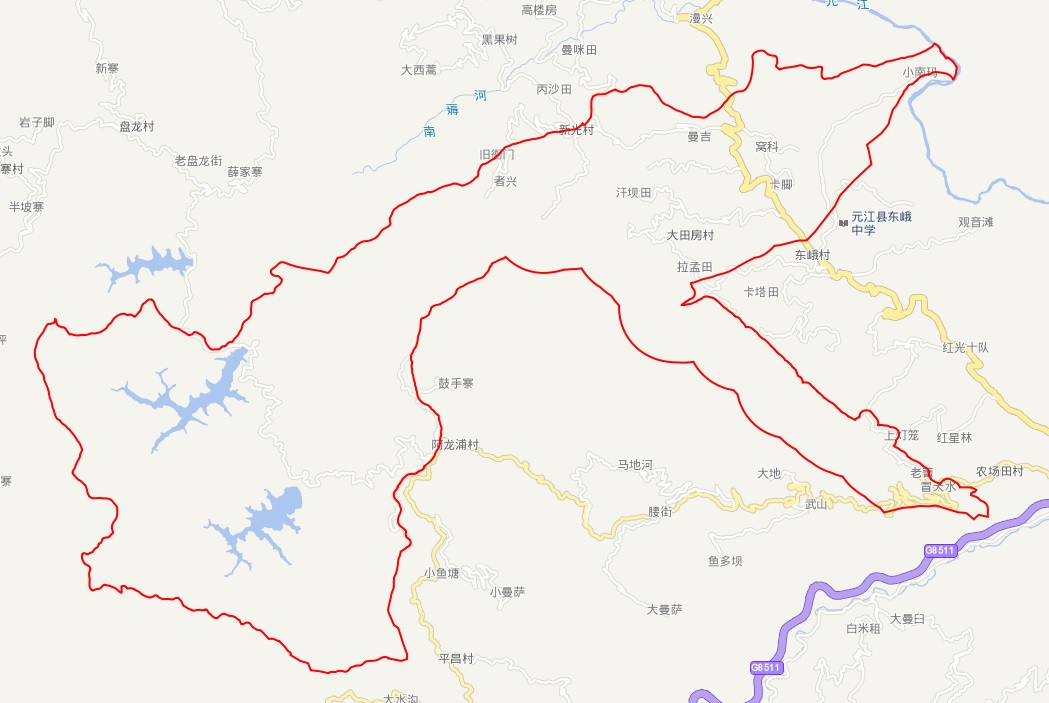 高楼房
漫兴
元
江
黑果树
曼咪田
大西蒿
新寨
小南玛
丙沙田
河
蕹
南
岩子脚
盘龙村
新光村
曼吉
窝科
头
寨村
老盘龙街
旧衙门
薛家寨
者兴
卡脚
汗坝田
半坡寨
元江县东峨
中学
观音滩
大田房村
东峨村
拉孟田
卡塔田
坪
红光十队
鼓手寨
上灯笼
红星林
阿龙浦村
马地河
大地
老窖
农场田村
冒天水
寨
武山
腰街
G8511
鱼多坝
小鱼塘
小曼萨
大曼萨
大曼臼
白米租
平昌村
G8511
大水沟